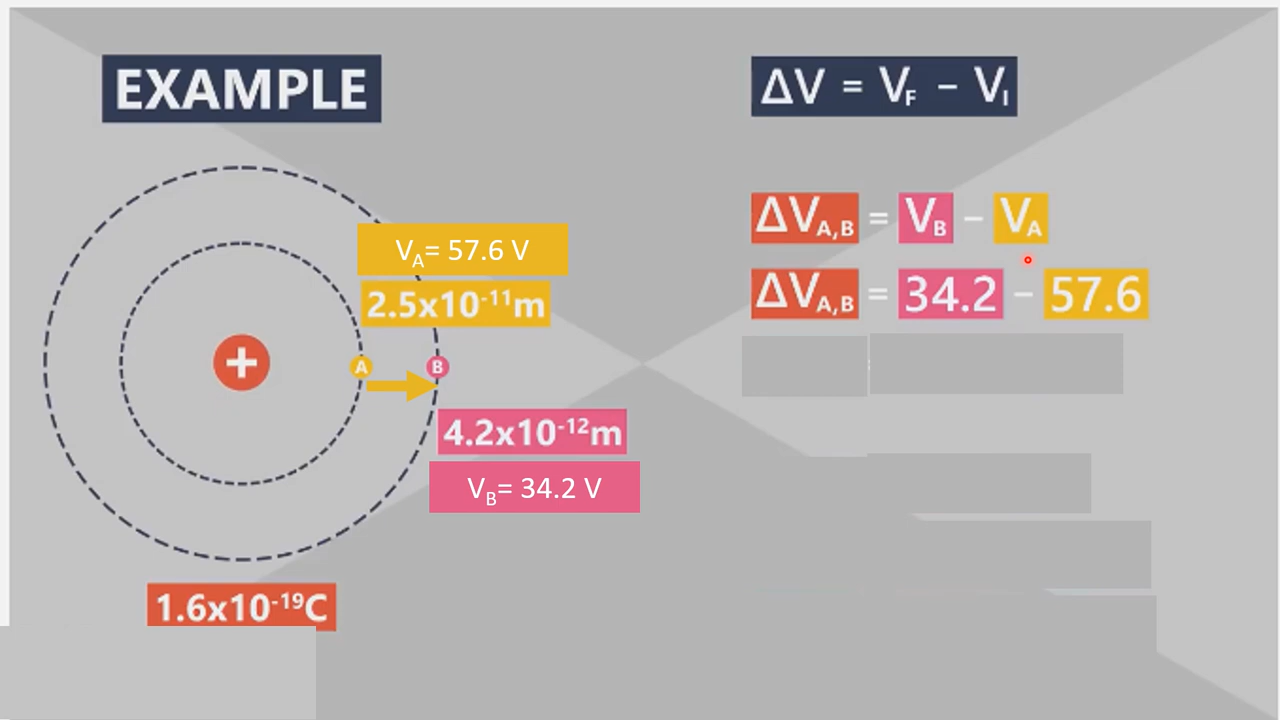 EXAMPLE
ΔV = V_F − V_I
V_A= 57.6 V
2.5x10⁻¹¹m
+
A B
4.2x10⁻¹²m
V_B= 34.2 V
1.6x10⁻¹⁹C
ΔV_A,B = V_B − V_A
ΔV_A,B = 34.2 − 57.6